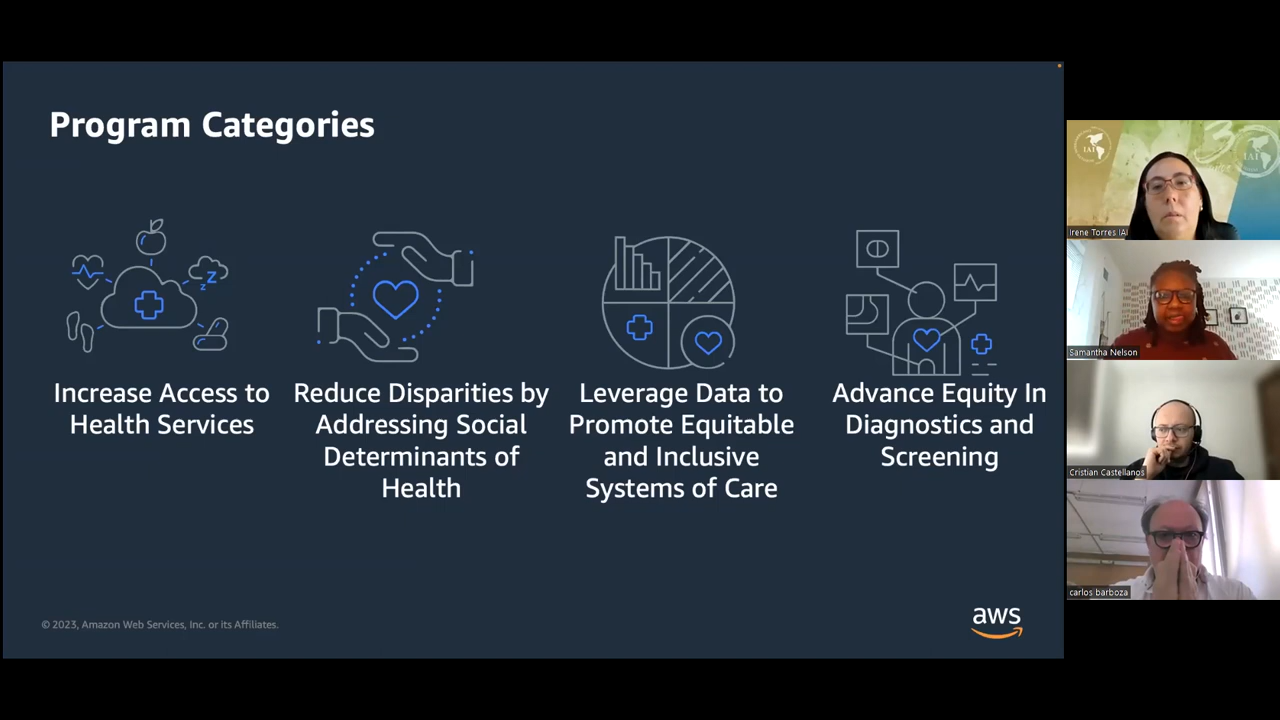 Program Categories
Increase Access to
Health Services
Reduce Disparities by
Addressing Social
Determinants of
Health
Leverage Data to
Promote Equitable
and Inclusive
Systems of Care
Advance Equity In
Diagnostics and
Screening
© 2023, Amazon Web Services, Inc. or its Affiliates.
aws
IAI
IAI
Irene Torres IAI
Samantha Nelson
Cristian Castellanos
carlos barboza